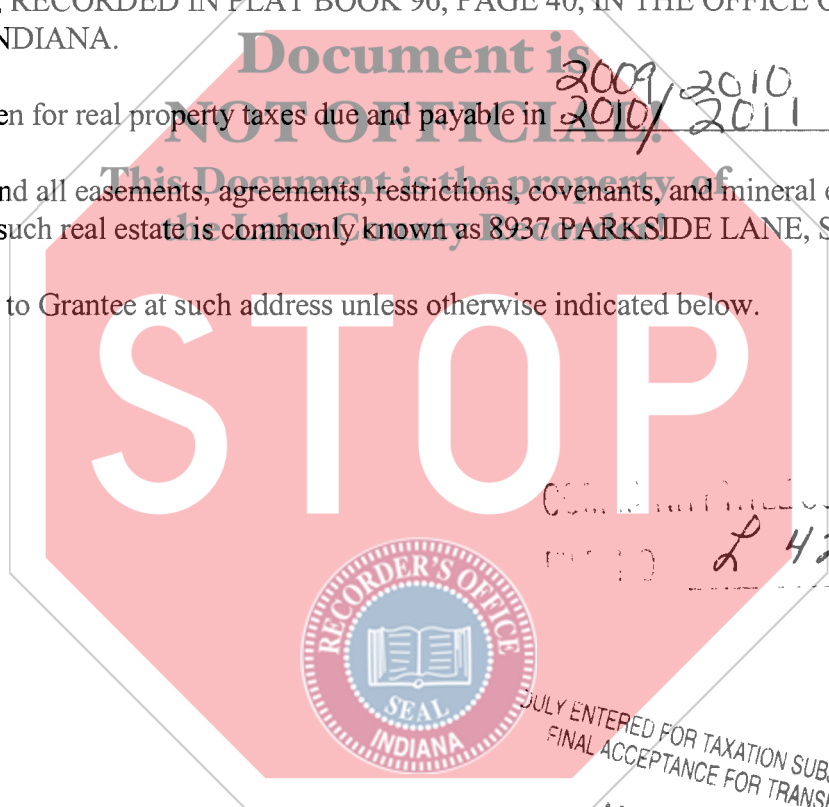 RECORDED IN PLAT BOOK 96, PAGE 40, IN THE OFFICE
NDIANA.
Document is
2009/2010
en for real property taxes due and payable in 2010/2011
NOT OFFICIAL!
This Document is the property of
nd all easements, agreements, restrictions, covenants, and mineral
the Lake County Recorder!
such real estate is commonly known as 8937 PARKSIDE LANE, S
to Grantee at such address unless otherwise indicated below.
STOP
42
RECORDER'S OFFICE
SEAL
INDIANA
DULY ENTERED FOR TAXATION SUB
FINAL ACCEPTANCE FOR TRANS